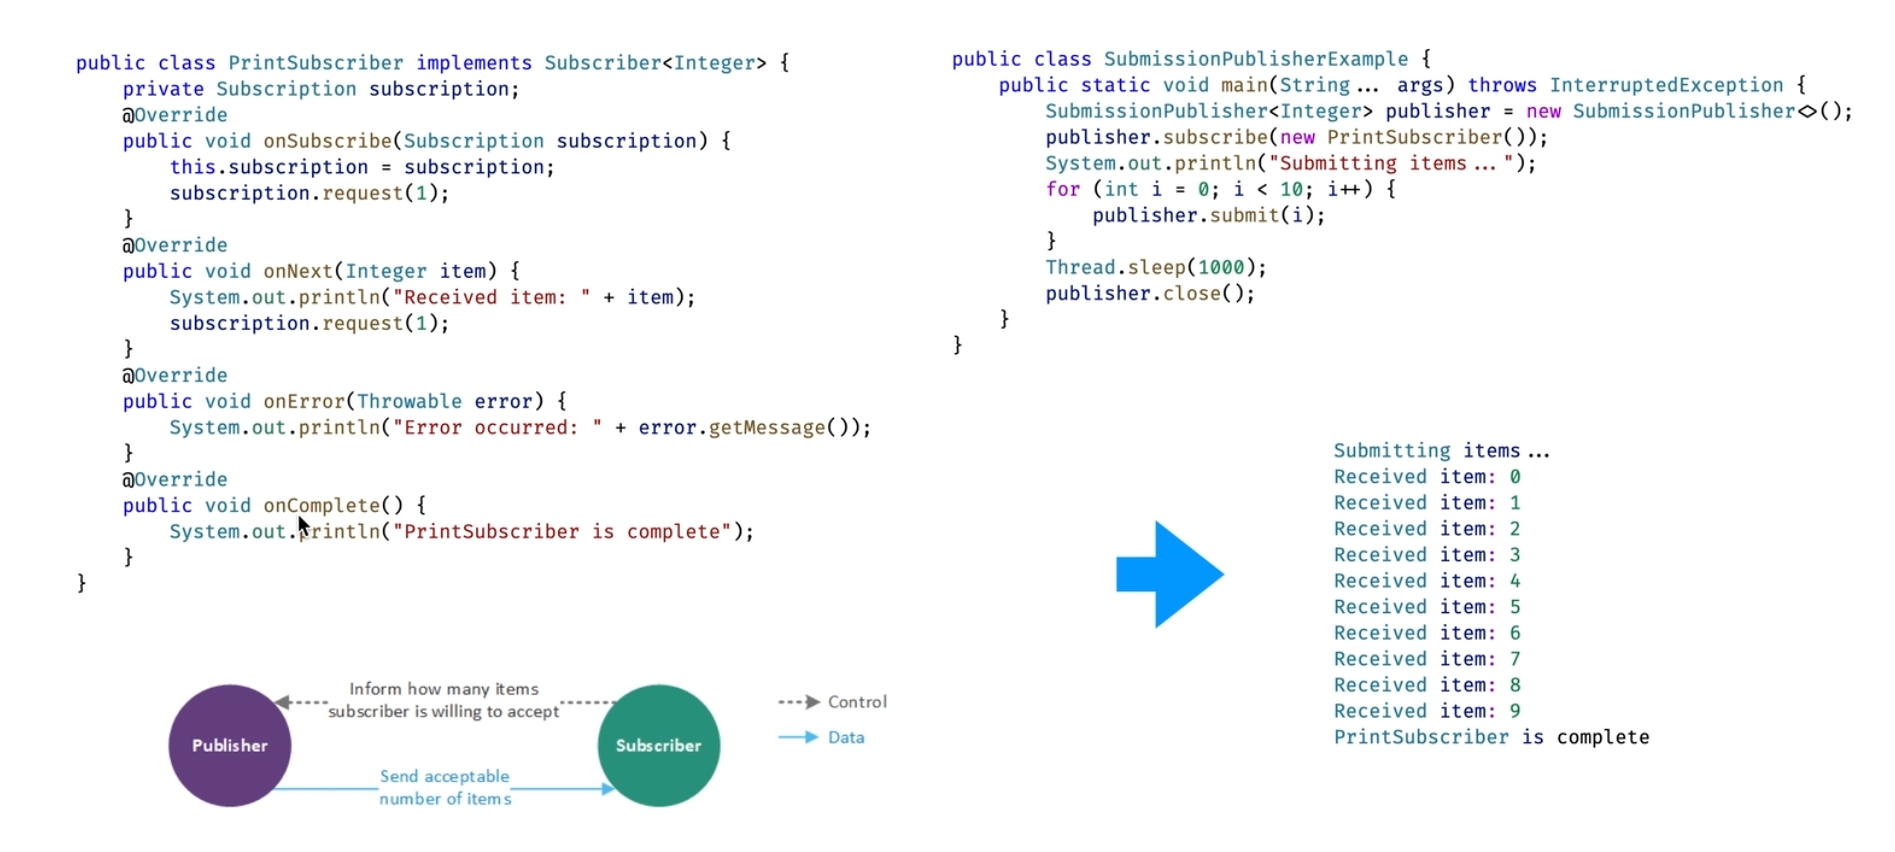 public class PrintSubscriber implements Subscriber<Integer> {
    private Subscription subscription;
    @Override
    public void onSubscribe(Subscription subscription) {
        this.subscription = subscription;
        subscription.request(1);
    }
    @Override
    public void onNext(Integer item) {
        System.out.println("Received item: " + item);
        subscription.request(1);
    }
    @Override
    public void onError(Throwable error) {
        System.out.println("Error occurred: " + error.getMessage());
    }
    @Override
    public void onComplete() {
        System.out.println("PrintSubscriber is complete");
    }
}
public class SubmissionPublisherExample {
    public static void main(String... args) throws InterruptedException {
        SubmissionPublisher<Integer> publisher = new SubmissionPublisher<>();
        publisher.subscribe(new PrintSubscriber());
        System.out.println("Submitting items...");
        for (int i = 0; i < 10; i++) {
            publisher.submit(i);
        }
        Thread.sleep(1000);
        publisher.close();
    }
}
Submitting items...
Received item: 0
Received item: 1
Received item: 2
Received item: 3
Received item: 4
Received item: 5
Received item: 6
Received item: 7
Received item: 8
Received item: 9
PrintSubscriber is complete
Inform how many items
subscriber is willing to accept
Publisher
Subscriber
Send acceptable
number of items
Control
Data